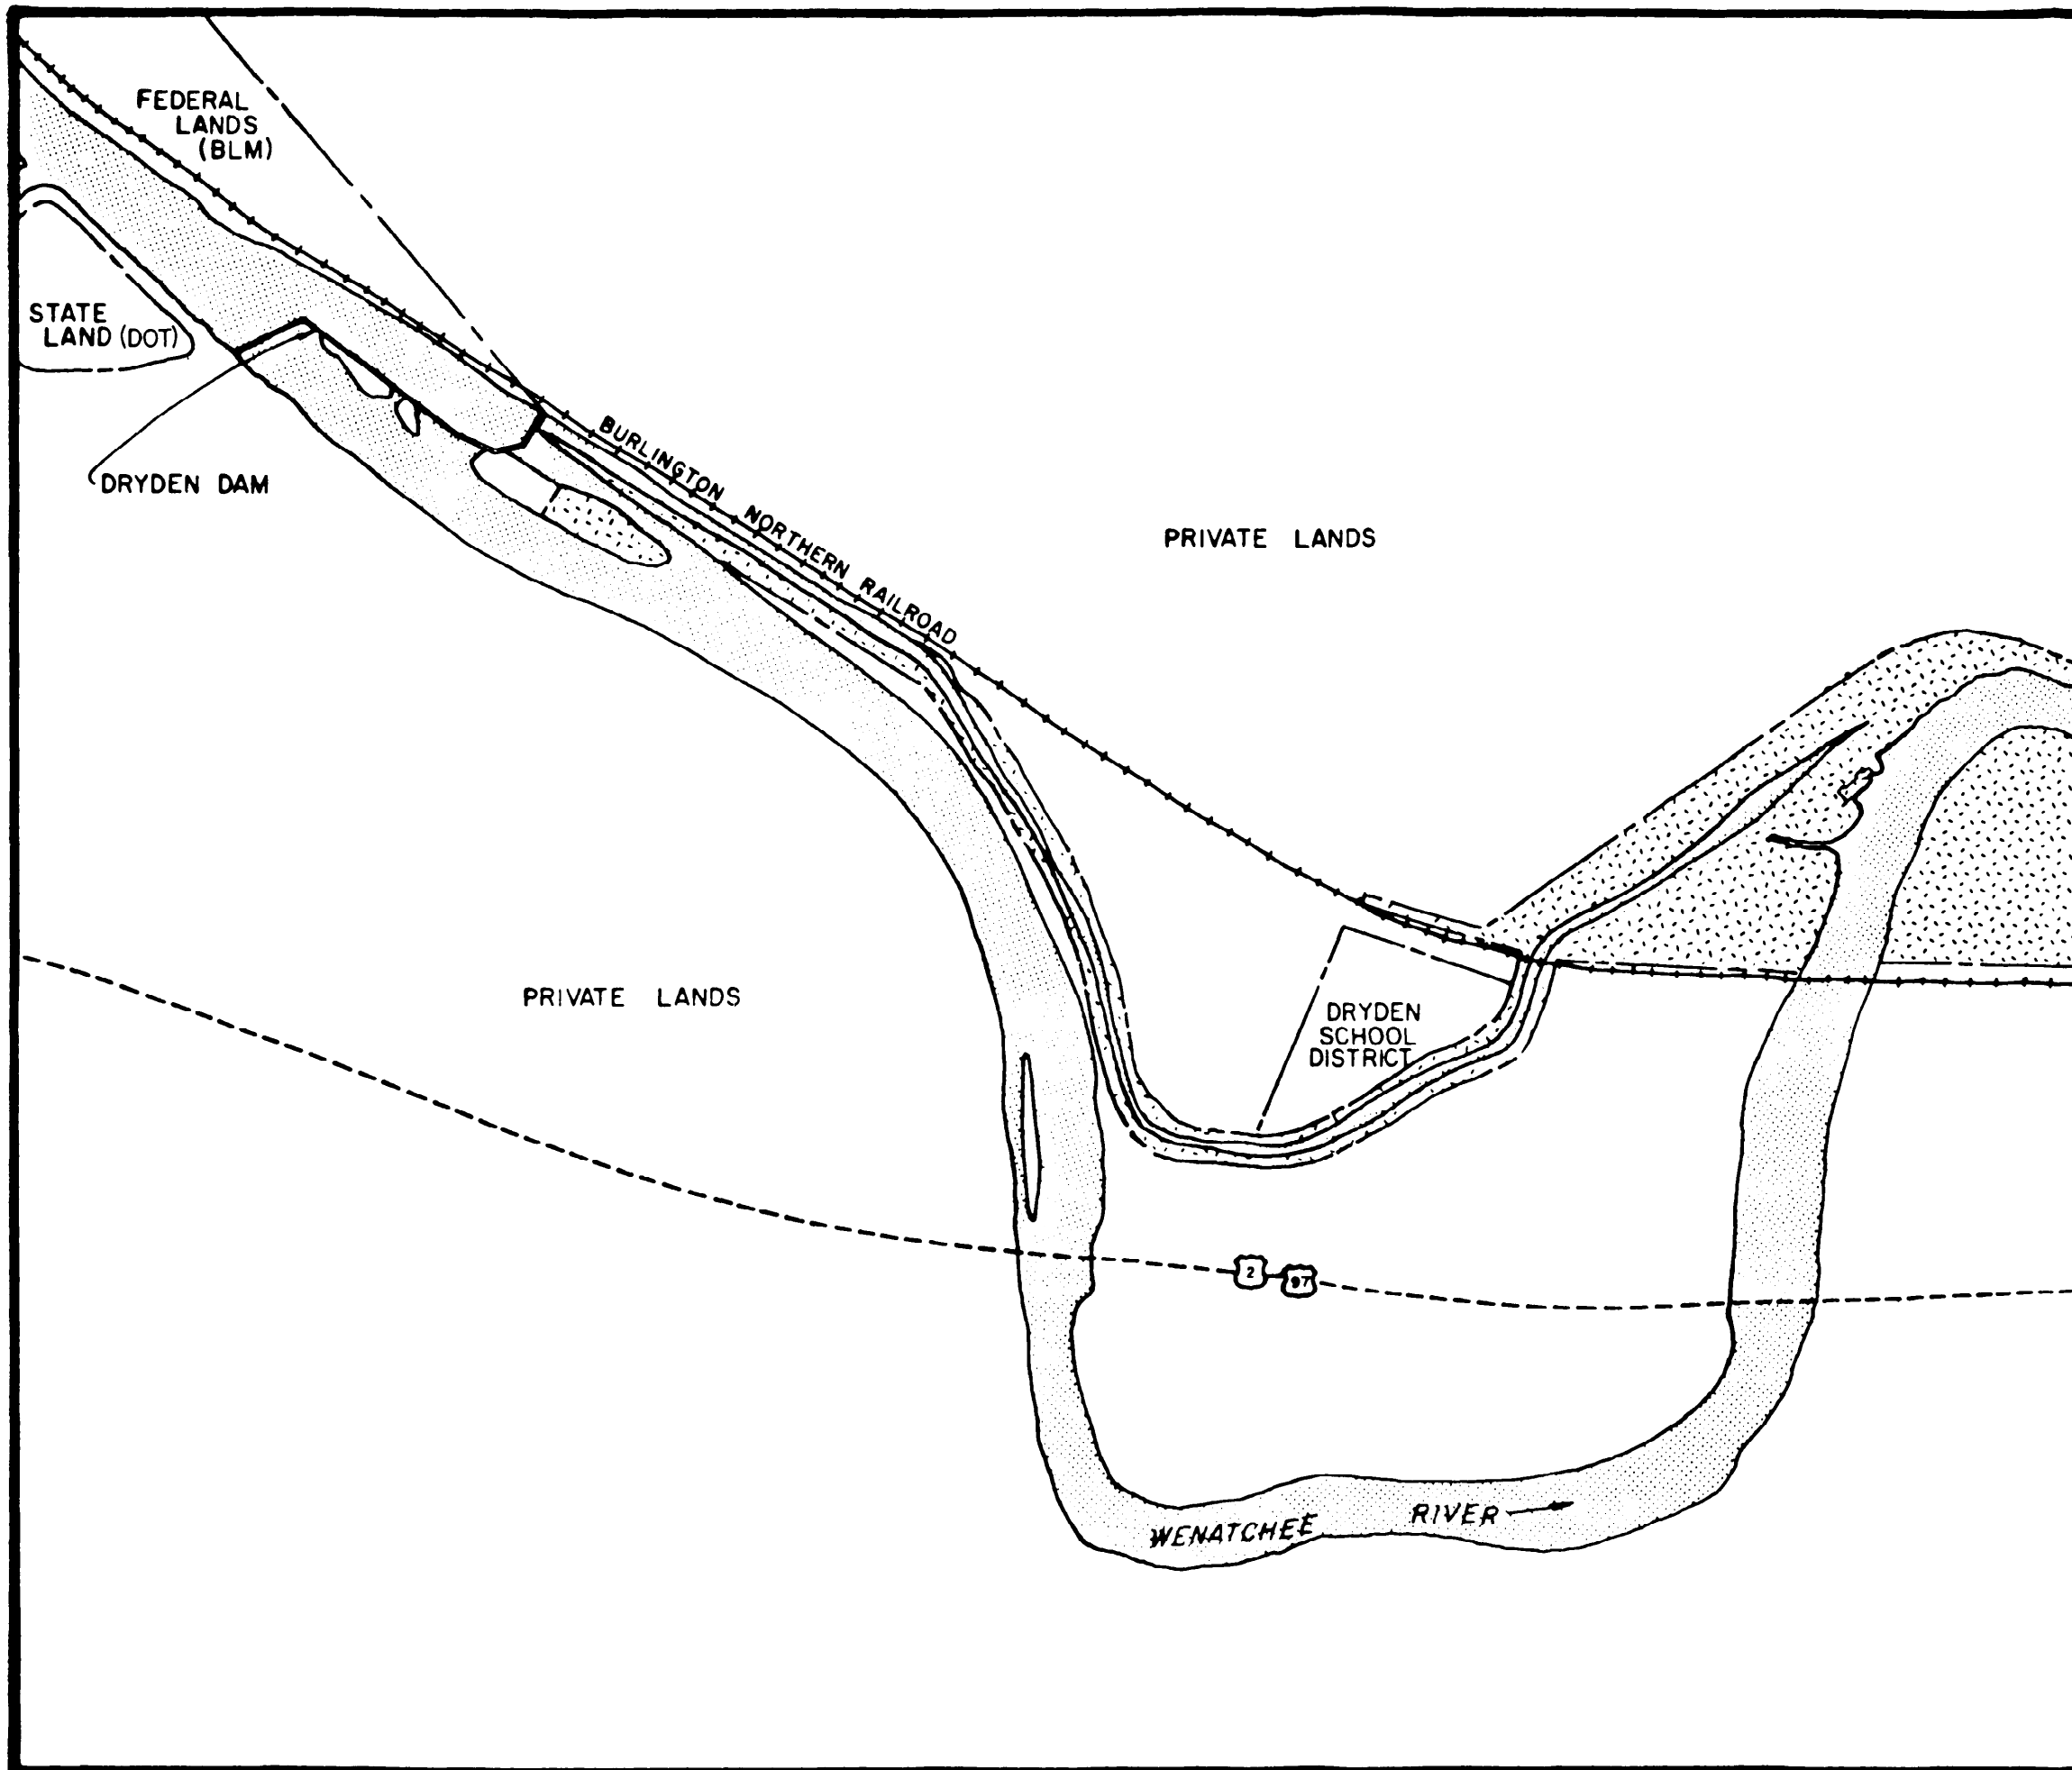 FEDERAL
LANDS
(BLM)
STATE
LAND (DOT)
DRYDEN DAM
BURLINGTON NORTHERN RAILROAD
PRIVATE LANDS
PRIVATE LANDS
DRYDEN
SCHOOL
DISTRICT
2
97
WENATCHEE RIVER